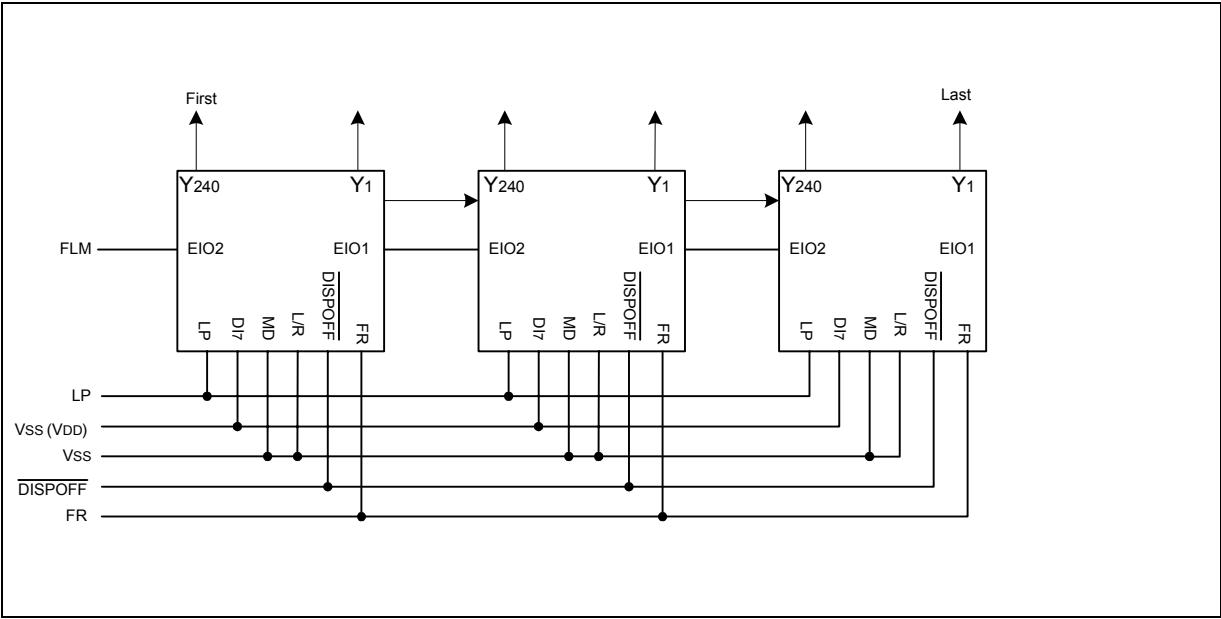 First Last
Y240 Y1 Y240 Y1 Y240 Y1
FLM EIO2 EIO1 EIO2 EIO1 EIO2 EIO1
LP DI7 MD L/R DISPOFF FR LP DI7 MD L/R DISPOFF FR LP DI7 MD L/R DISPOFF FR
LP
VSS (VDD)
VSS
DISPOFF
FR